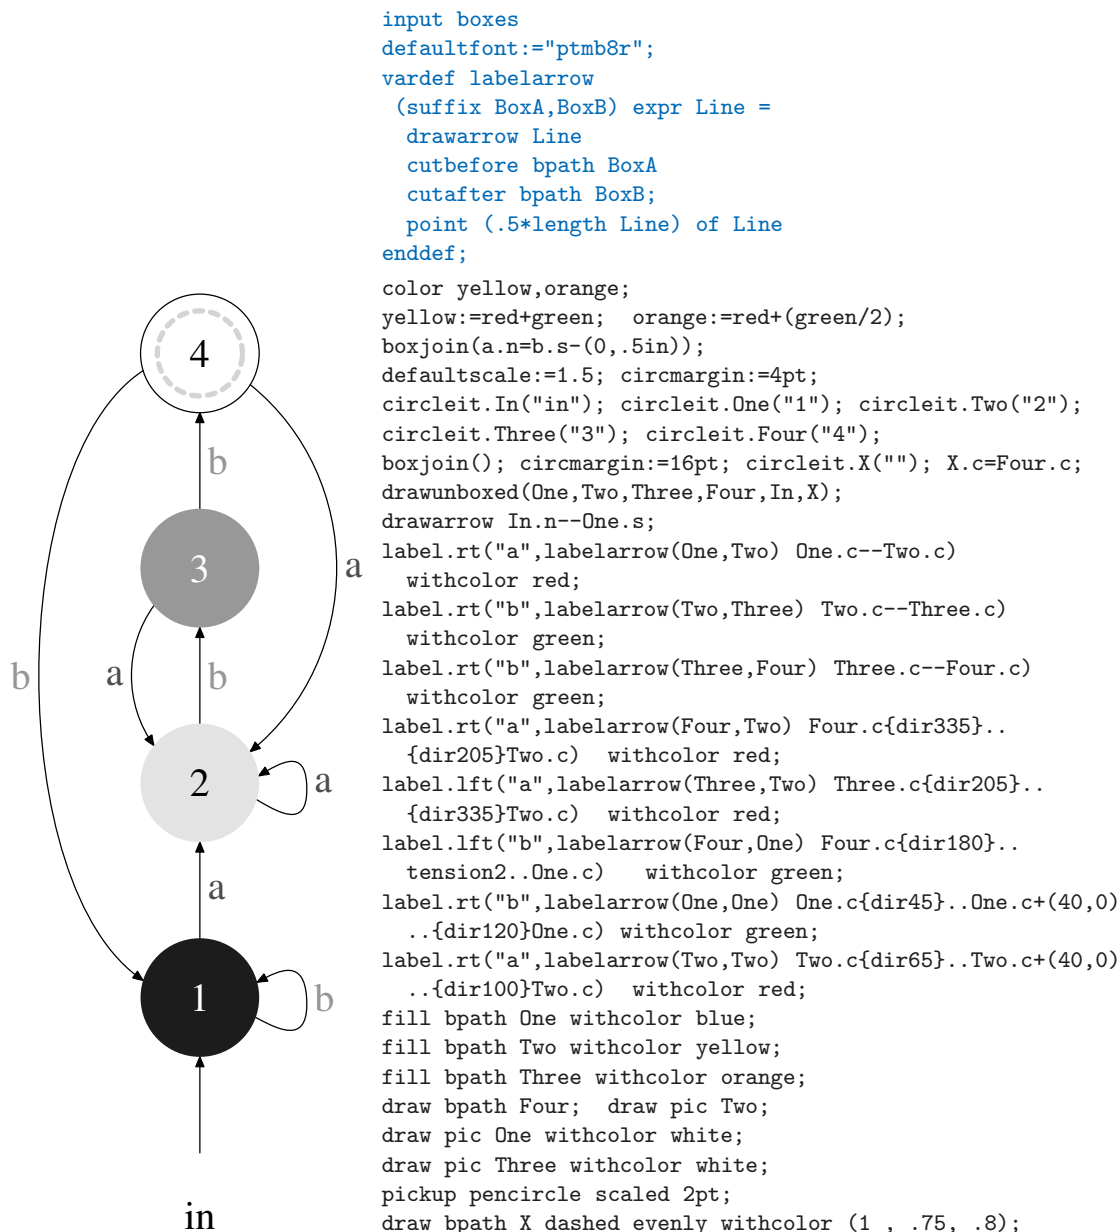 input boxes
defaultfont:="ptmb8r";
vardef labelarrow
(suffix BoxA,BoxB) expr Line =
drawarrow Line
cutbefore bpath BoxA
cutafter bpath BoxB;
point (.5*length Line) of Line
enddef;
color yellow,orange;
yellow:=red+green;  orange:=red+(green/2);
boxjoin(a.n=b.s-(0,.5in));
defaultscale:=1.5; circmargin:=4pt;
circleit.In("in"); circleit.One("1"); circleit.Two("2");
circleit.Three("3"); circleit.Four("4");
boxjoin(); circmargin:=16pt; circleit.X(""); X.c=Four.c;
drawunboxed(One,Two,Three,Four,In,X);
drawarrow In.n--One.s;
label.rt("a",labelarrow(One,Two) One.c--Two.c)
withcolor red;
label.rt("b",labelarrow(Two,Three) Two.c--Three.c)
withcolor green;
label.rt("b",labelarrow(Three,Four) Three.c--Four.c)
withcolor green;
label.rt("a",labelarrow(Four,Two) Four.c{dir335}..
{dir205}Two.c)  withcolor red;
label.lft("a",labelarrow(Three,Two) Three.c{dir205}..
{dir335}Two.c)  withcolor red;
label.lft("b",labelarrow(Four,One) Four.c{dir180}..
tension2..One.c)   withcolor green;
label.rt("b",labelarrow(One,One) One.c{dir45}..One.c+(40,0)
..{dir120}One.c) withcolor green;
label.rt("a",labelarrow(Two,Two) Two.c{dir65}..Two.c+(40,0)
..{dir100}Two.c)  withcolor red;
fill bpath One withcolor blue;
fill bpath Two withcolor yellow;
fill bpath Three withcolor orange;
draw bpath Four;  draw pic Two;
draw pic One withcolor white;
draw pic Three withcolor white;
pickup pencircle scaled 2pt;
draw bpath X dashed evenly withcolor (1 , .75, .8);
4
b
3
a
b
a
b
2
a
a
1
b
in